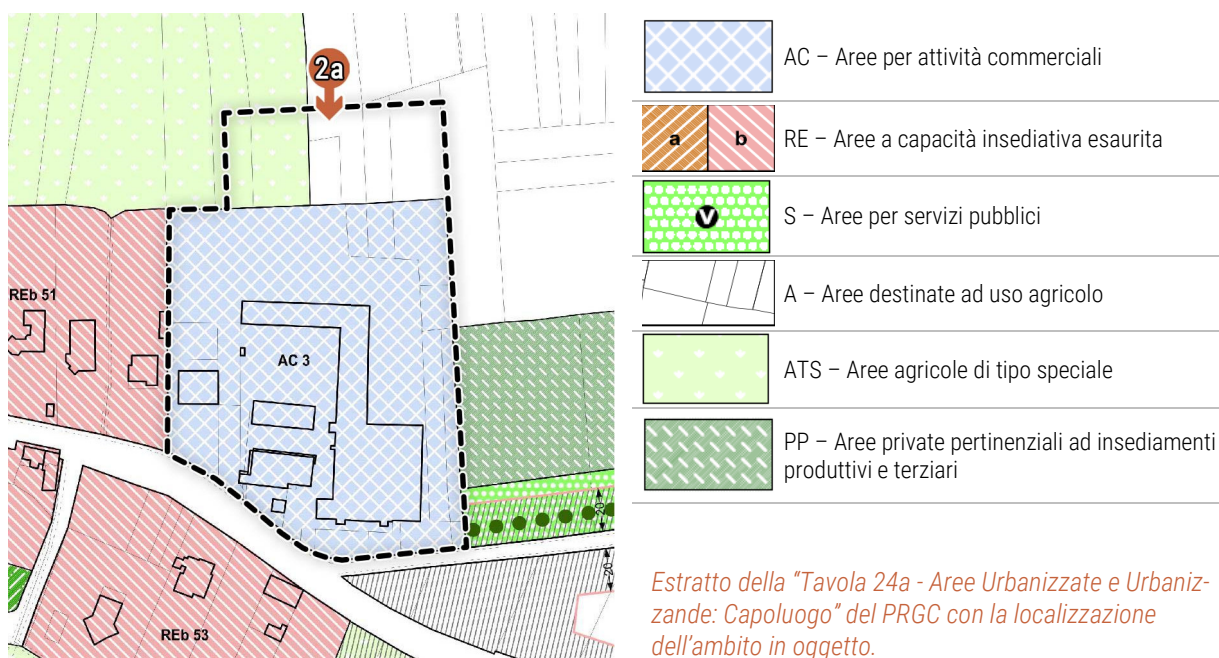 2a
REb 51
AC 3
REb 53
20
20
AC – Aree per attività commerciali
a b RE – Aree a capacità insediativa esaurita
V S – Aree per servizi pubblici
A – Aree destinate ad uso agricolo
ATS – Aree agricole di tipo speciale
PP – Aree private pertinenziali ad insediamenti
produttivi e terziari
Estratto della “Tavola 24a - Aree Urbanizzate e Urbaniz-
zande: Capoluogo” del PRGC con la localizzazione
dell’ambito in oggetto.